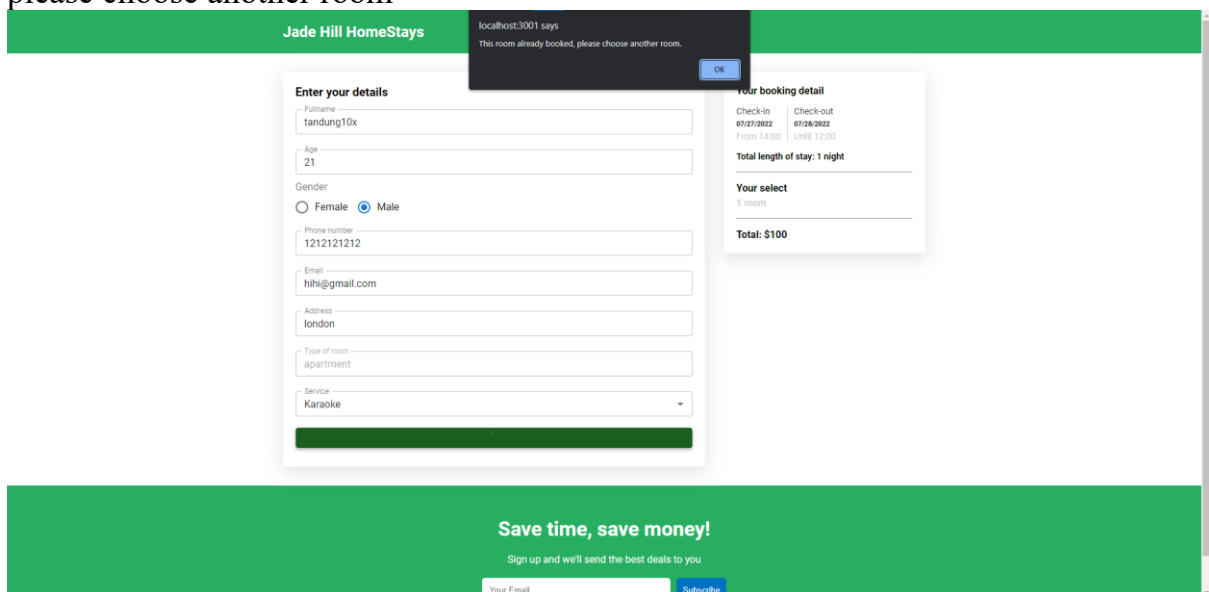 please choose another room
Jade Hill HomeStays
localhost:3001 says
This room already booked, please choose another room.
OK
Enter your details
Fullname
tandung10x
Age
21
Gender
Female Male
Phone number
1212121212
Email
hihi@gmail.com
Address
london
Type of room
apartment
Service
Karaoke
Your booking detail
Check-in Check-out
07/27/2022 07/28/2022
From 14:00 Until 12:00
Total length of stay: 1 night
Your select
1 room
Total: $100
Save time, save money!
Sign up and we'll send the best deals to you
Your Email Subscribe